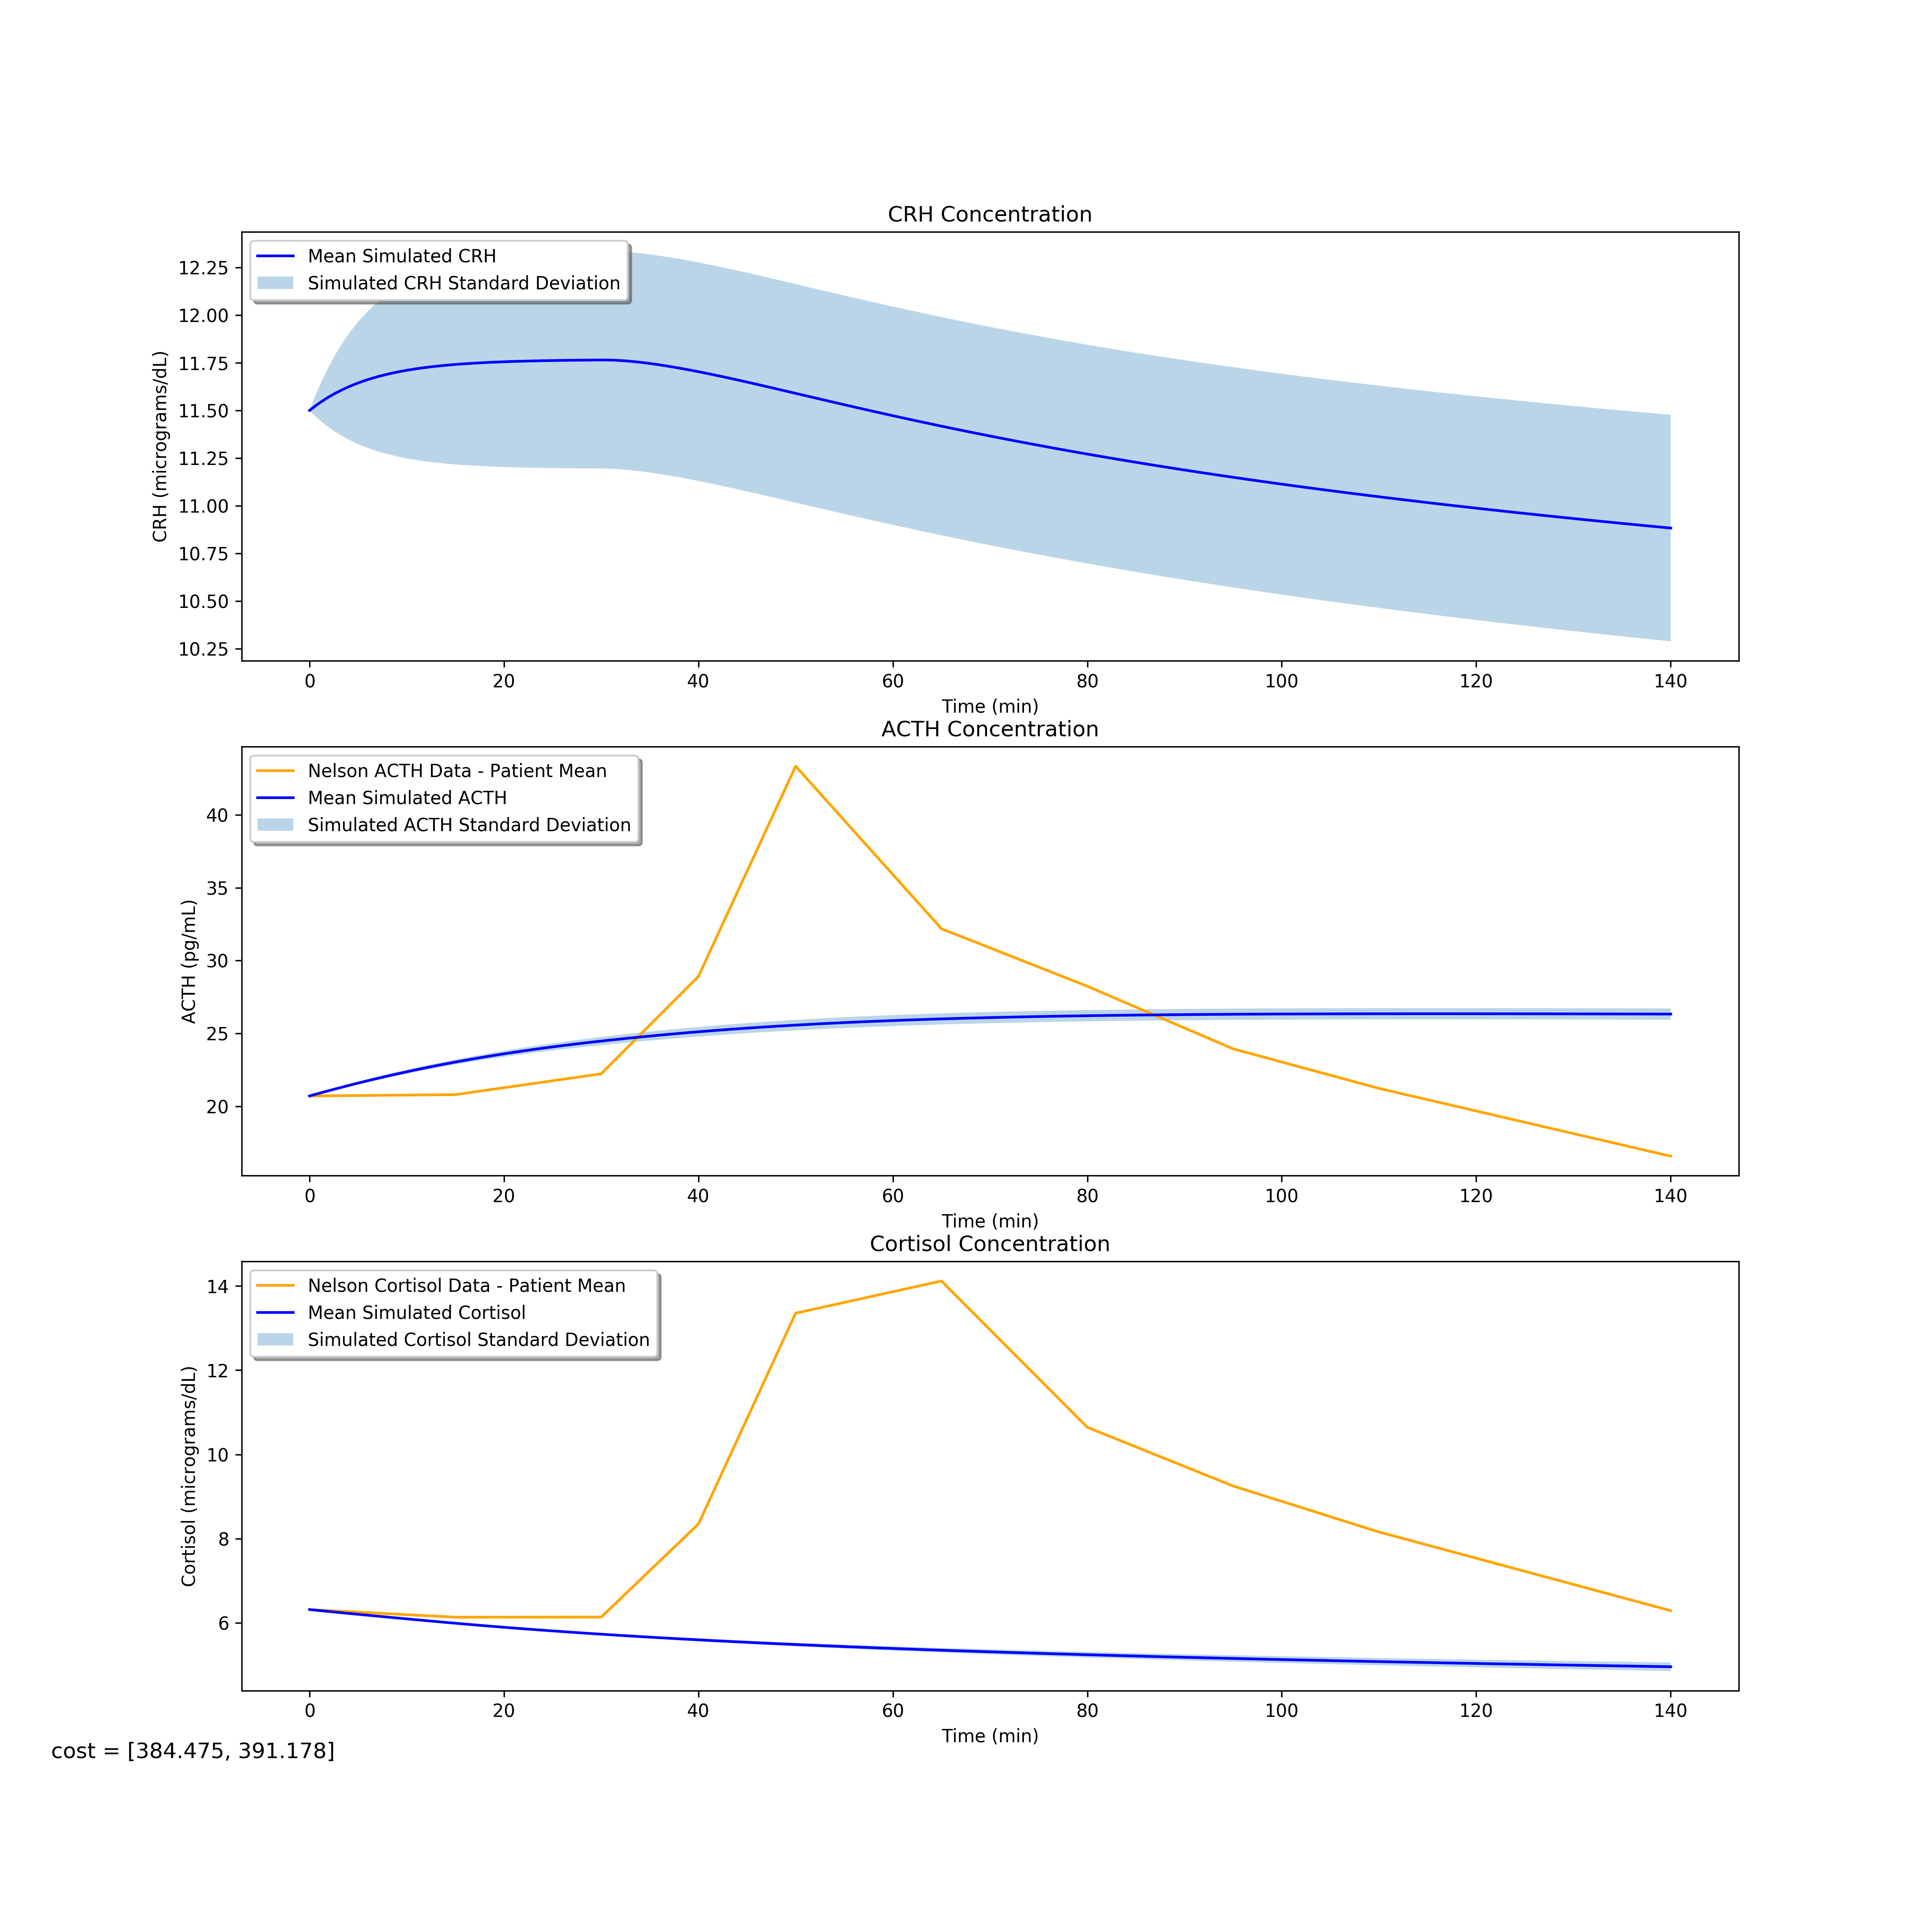 CRH Concentration
Mean Simulated CRH
Simulated CRH Standard Deviation
12.25
12.00
11.75
11.50
11.25
11.00
10.75
10.50
10.25
CRH (micrograms/dL)
0 20 40 60 80 100 120 140
Time (min)
ACTH Concentration
Nelson ACTH Data - Patient Mean
Mean Simulated ACTH
Simulated ACTH Standard Deviation
40
35
30
25
20
ACTH (pg/mL)
0 20 40 60 80 100 120 140
Time (min)
Cortisol Concentration
Nelson Cortisol Data - Patient Mean
Mean Simulated Cortisol
Simulated Cortisol Standard Deviation
14
12
10
8
6
Cortisol (micrograms/dL)
0 20 40 60 80 100 120 140
Time (min)
cost = [384.475, 391.178]